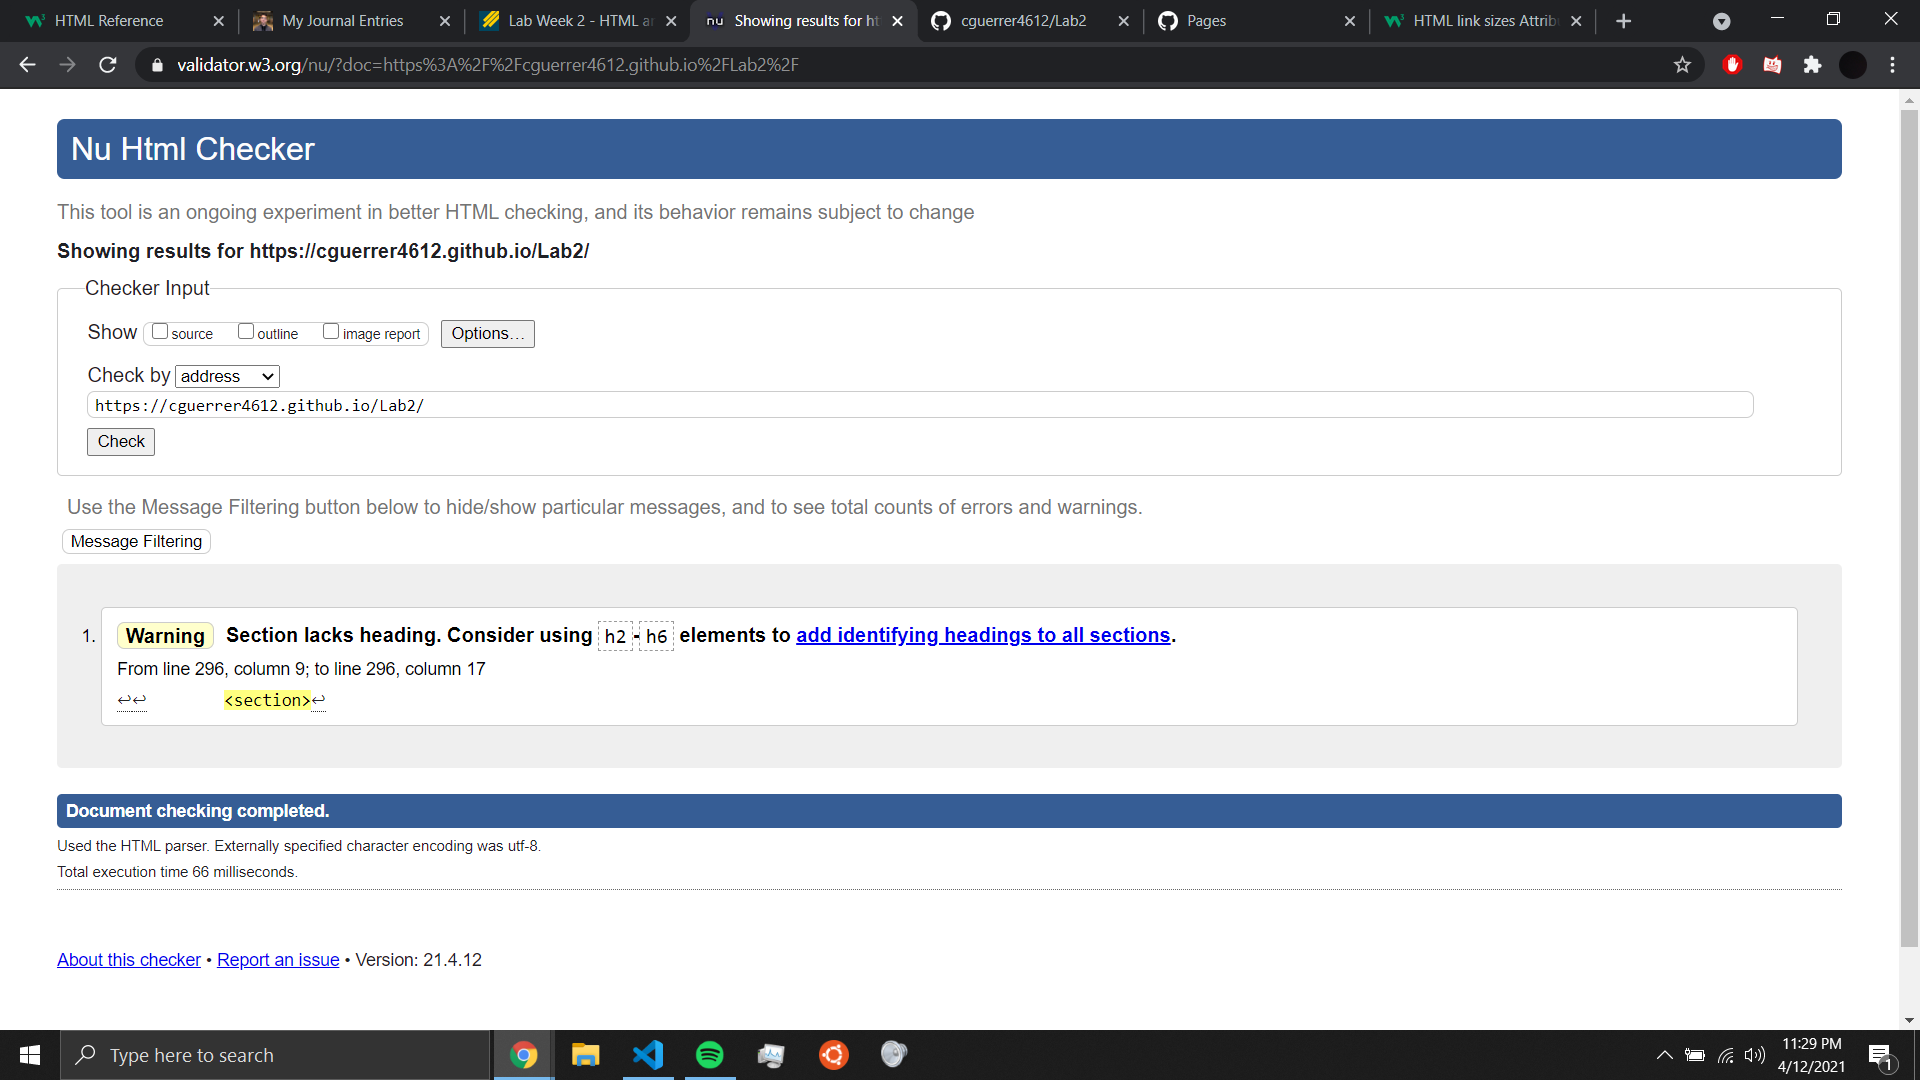 HTML Reference
My Journal Entries
Lab Week 2 - HTML ar
Showing results for ht
cguerrer4612/Lab2
Pages
HTML link sizes Attrib
validator.w3.org/nu/?doc=https%3A%2F%2Fcguerrer4612.github.io%2FLab2%2F
Nu Html Checker
This tool is an ongoing experiment in better HTML checking, and its behavior remains subject to change
Showing results for https://cguerrer4612.github.io/Lab2/
Checker Input
Show source outline image report Options...
Check by address
https://cguerrer4612.github.io/Lab2/
Check
Use the Message Filtering button below to hide/show particular messages, and to see total counts of errors and warnings.
Message Filtering
1. Warning Section lacks heading. Consider using h2-h6 elements to add identifying headings to all sections.
From line 296, column 9; to line 296, column 17
↩↩ <section>↩
Document checking completed.
Used the HTML parser. Externally specified character encoding was utf-8.
Total execution time 66 milliseconds.
About this checker • Report an issue • Version: 21.4.12
Type here to search
11:29 PM
4/12/2021
1